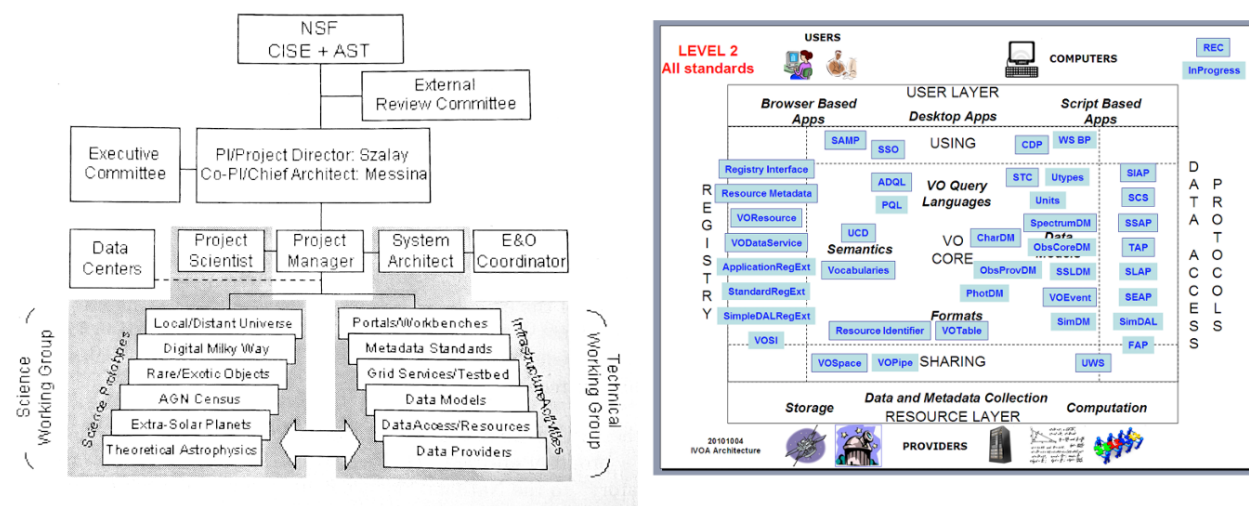 NSF
CISE + AST
External
Review Committee
Executive
Committee
PI/Project Director: Szalay
Co-PI/Chief Architect: Messina
Data
Centers
Project
Scientist
Project
Manager
System
Architect
E&O
Coordinator
Science
Working Group
Science Prototypes
Local/Distant Universe
Digital Milky Way
Rare/Exotic Objects
AGN Census
Extra-Solar Planets
Theoretical Astrophysics
Portals/Workbenches
Metadata Standards
Grid Services/Testbed
Data Models
DataAccess/Resources
Data Providers
Infrastructure Activities
Technical
Working Group
LEVEL 2
All standards
USERS
COMPUTERS
REC
InProgress
USER LAYER
Browser Based
Apps
Desktop Apps
Script Based
Apps
USING
SAMP
SSO
CDP
WS BP
REGISTRY
Registry Interface
Resource Metadata
VOResource
VODataService
ApplicationRegExt
StandardRegExt
SimpleDALRegExt
VOSI
ADQL
PQL
VO Query
Languages
STC
Utypes
Units
UCD
Semantics
Vocabularies
VO
CORE
SpectrumDM
CharDM
Data
ObsCoreDM
Models
ObsProvDM
SSLDM
PhotDM
VOEvent
SimDM
Formats
Resource Identifier
VOTable
SIAP
SCS
SSAP
TAP
SLAP
SEAP
SimDAL
FAP
DATA ACCESS
PROTOCOLS
VOSpace
VOPipe
SHARING
UWS
Data and Metadata Collection
Storage
RESOURCE LAYER
Computation
20101004
IVOA Architecture
PROVIDERS